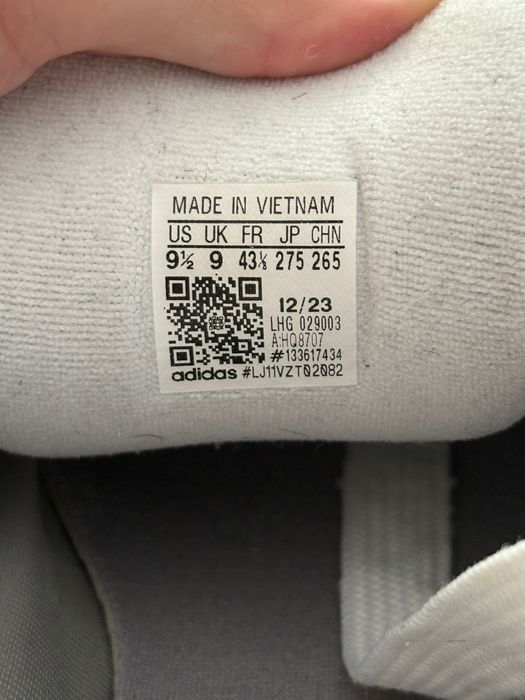 MADE IN VIETNAM
US UK FR JP CHN
9½ 9 43⅓ 275 265
12/23
LHG 029003
A:HQ8707
#133617434
adidas #LJ11VZT02082